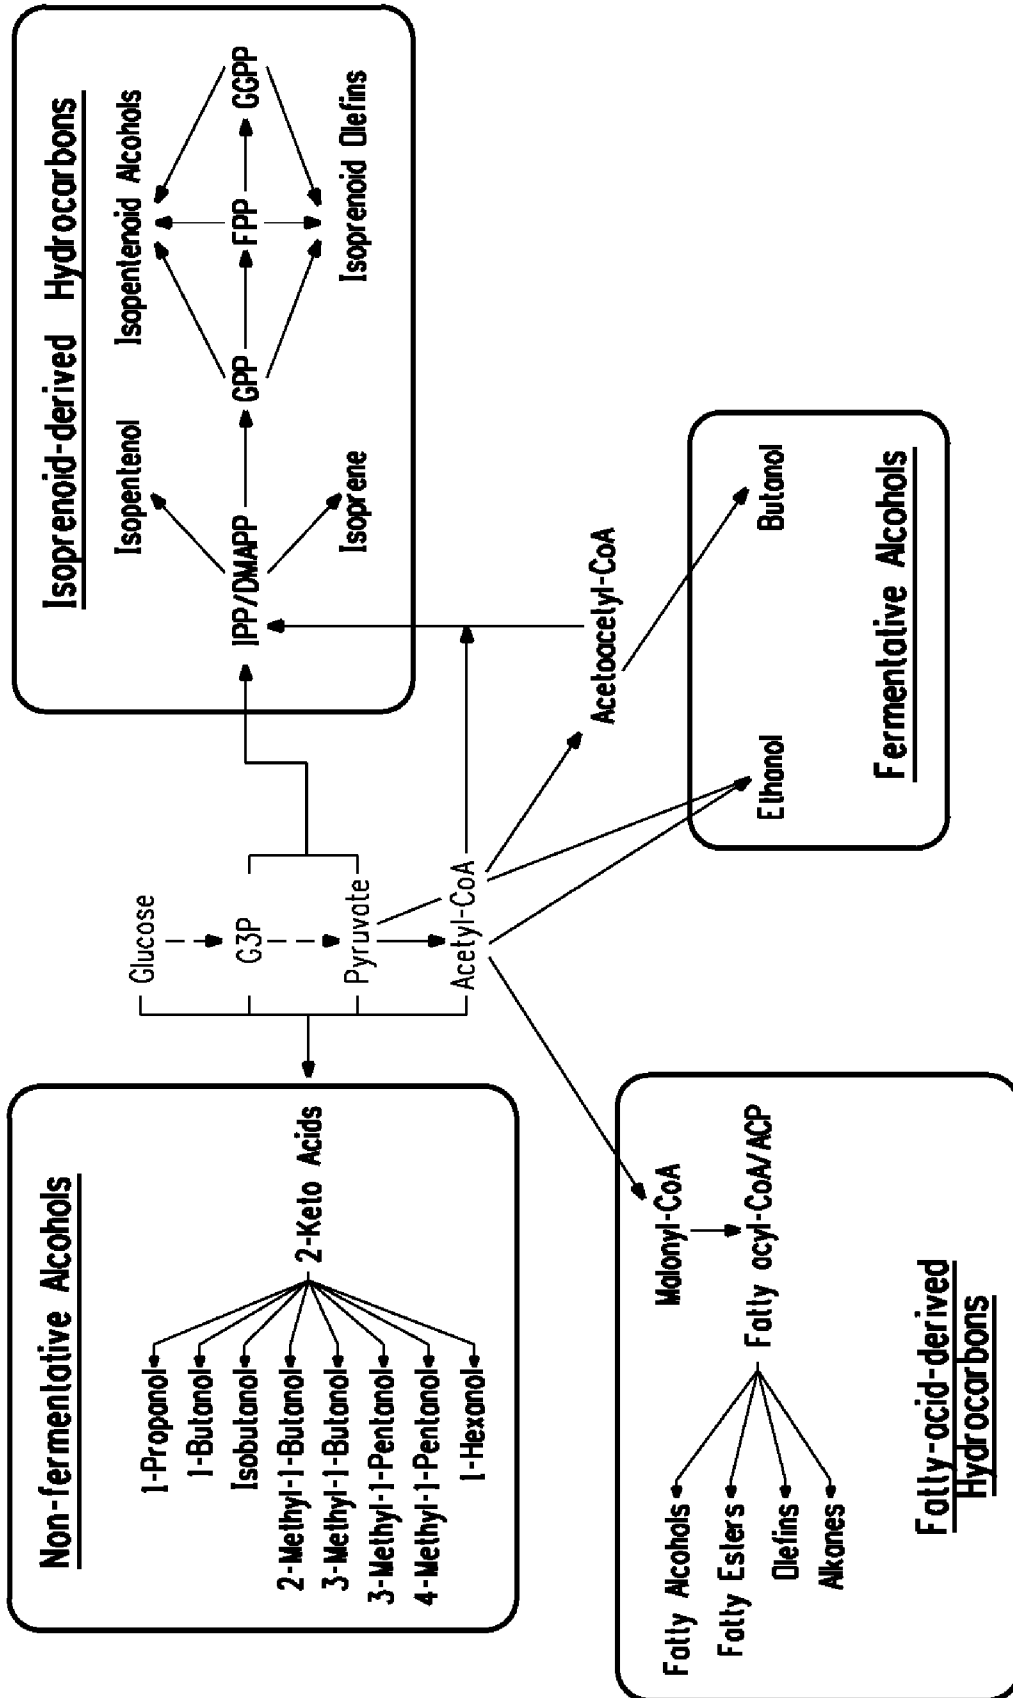 Non-fermentative Alcohols
1-Propanol
1-Butanol
Isobutanol
2-Methyl-1-Butanol
3-Methyl-1-Butanol
3-Methyl-1-Pentanol
4-Methyl-1-Pentanol
1-Hexanol
2-Keto Acids
Glucose
G3P
Pyruvate
Acetyl-CoA
Isoprenoid-derived Hydrocarbons
Isopentenol
Isopentenoid Alcohols
IPP/DMAPP
GPP
FPP
GGPP
Isoprene
Isoprenoid Olefins
Acetoacetyl-CoA
Malonyl-CoA
Fatty acyl-CoA/ACP
Fatty Alcohols
Fatty Esters
Olefins
Alkanes
Fatty-acid-derived
Hydrocarbons
Ethanol
Butanol
Fermentative Alcohols